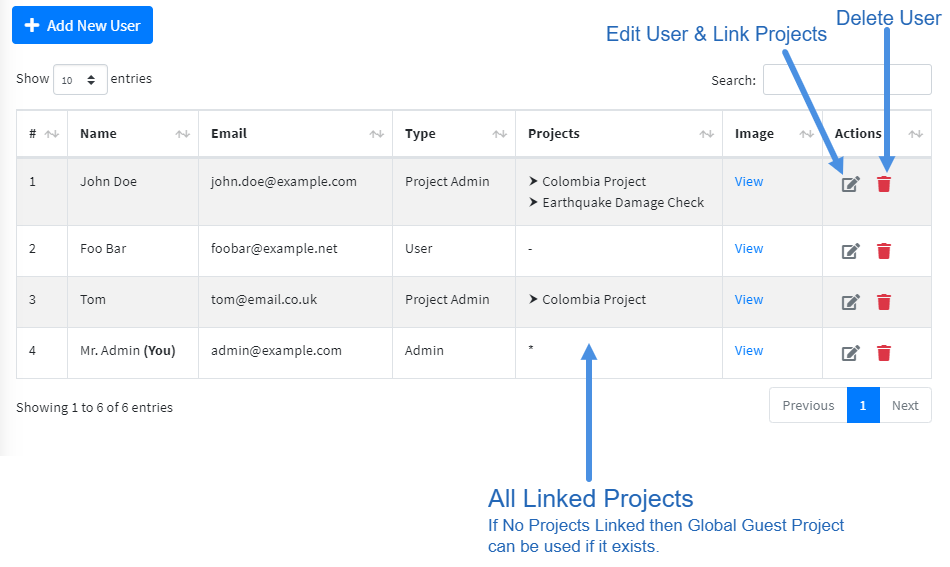 Add New User
Delete User
Edit User & Link Projects
Show 10 entries
Search:
# Name Email Type Projects Image Actions
1 John Doe john.doe@example.com Project Admin ➤ Colombia Project View
➤ Earthquake Damage Check
2 Foo Bar foobar@example.net User - View
3 Tom tom@email.co.uk Project Admin ➤ Colombia Project View
4 Mr. Admin (You) admin@example.com Admin * View
Showing 1 to 6 of 6 entries
Previous 1 Next
All Linked Projects
If No Projects Linked then Global Guest Project
can be used if it exists.